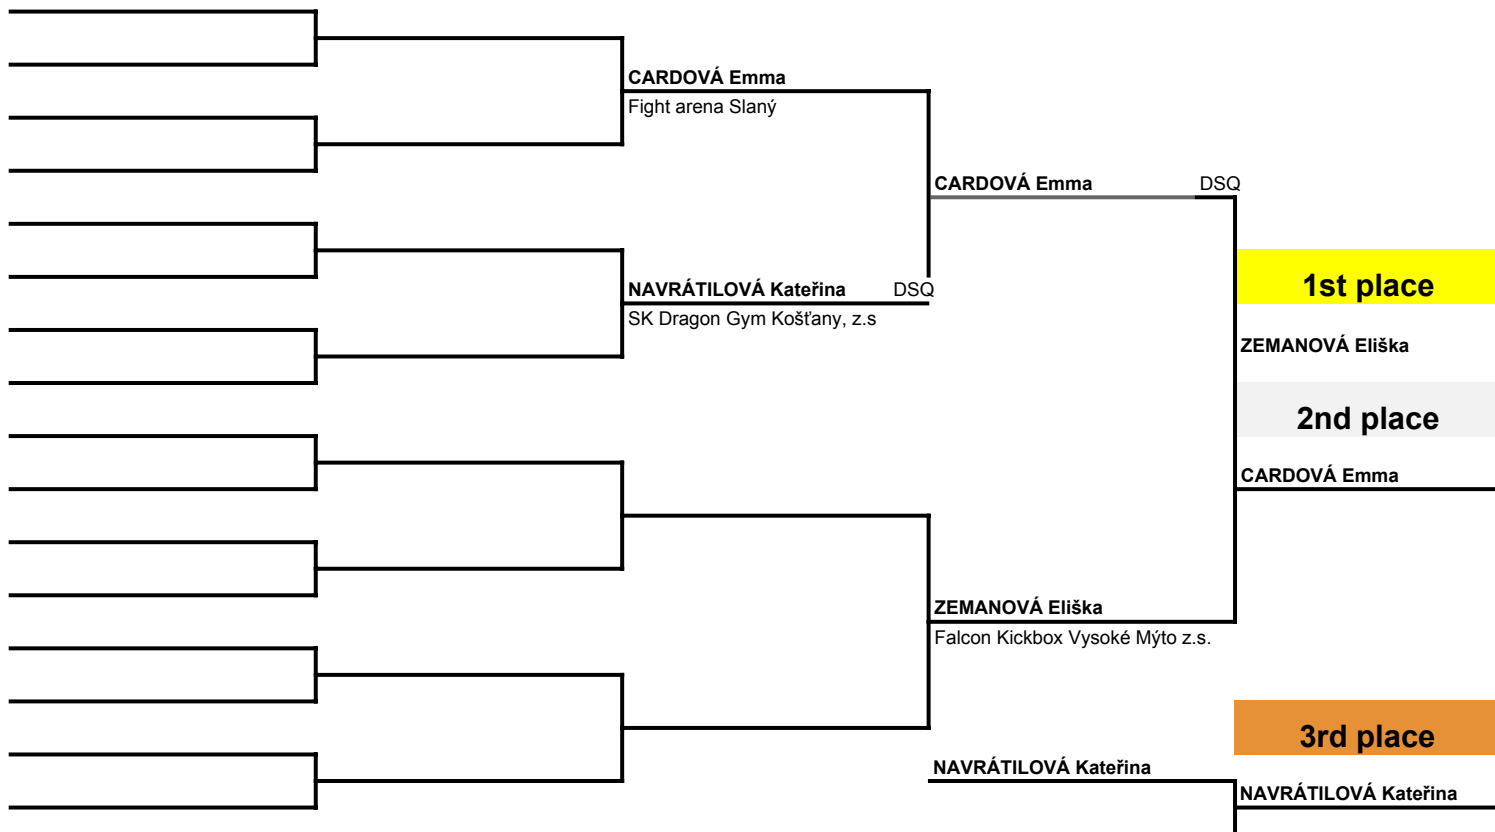 CARDOVÁ Emma
Fight arena Slaný
CARDOVÁ Emma DSQ
1st place
NAVRÁTILOVÁ Kateřina DSQ
SK Dragon Gym Košťany, z.s
ZEMANOVÁ Eliška
2nd place
CARDOVÁ Emma
ZEMANOVÁ Eliška
Falcon Kickbox Vysoké Mýto z.s.
3rd place
NAVRÁTILOVÁ Kateřina
NAVRÁTILOVÁ Kateřina